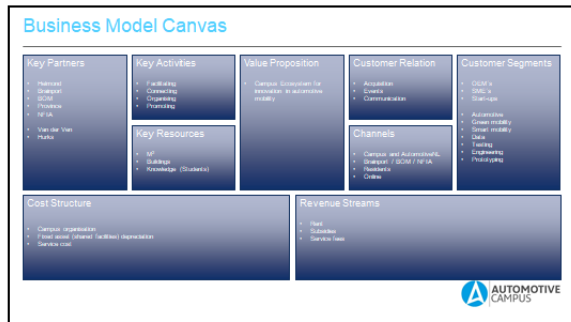 Business Model Canvas
Key Partners
Helmond
Brainport
BOM
Province
NFIA
Van der Ven
Hurks
Key Activities
Facilitating
Connecting
Organising
Promoting
Key Resources
M²
Buildings
Knowledge (Students)
Value Proposition
Campus Ecosystem for
innovation in automotive
mobility
Customer Relation
Acquisition
Events
Communication
Channels
Campus and AutomotiveNL
Brainport / BOM / NFIA
Residents
Online
Customer Segments
OEM's
SME's
Start-ups
Automotive
Green mobility
Smart mobility
Data
Testing
Engineering
Prototyping
Cost Structure
Campus organisation
Fixed asset (shared facilities) depreciation
Service cost
Revenue Streams
Rent
Subsidies
Service fees
AUTOMOTIVE
CAMPUS